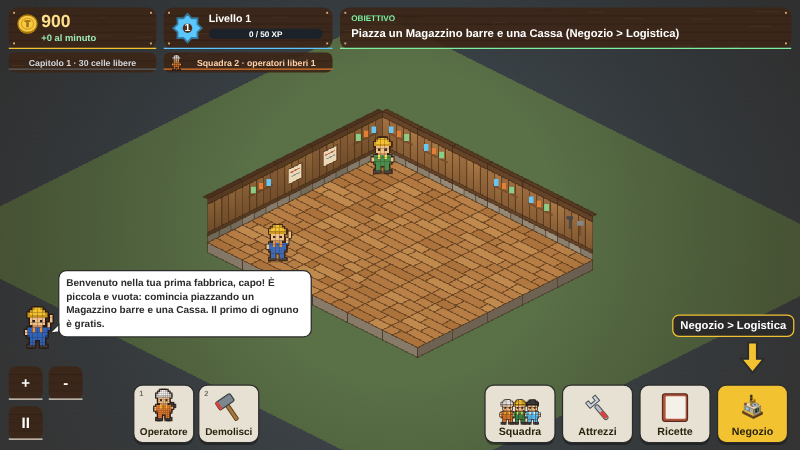 900
+0 al minuto
1
Livello 1
0 / 50 XP
OBIETTIVO
Piazza un Magazzino barre e una Cassa (Negozio > Logistica)
Capitolo 1 · 30 celle libere
Squadra 2 · operatori liberi 1
Benvenuto nella tua prima fabbrica, capo! È
piccola e vuota: comincia piazzando un
Magazzino barre e una Cassa. Il primo di ognuno
è gratis.
Negozio > Logistica
+
-
II
1
Operatore
2
Demolisci
Squadra
Attrezzi
Ricette
Negozio